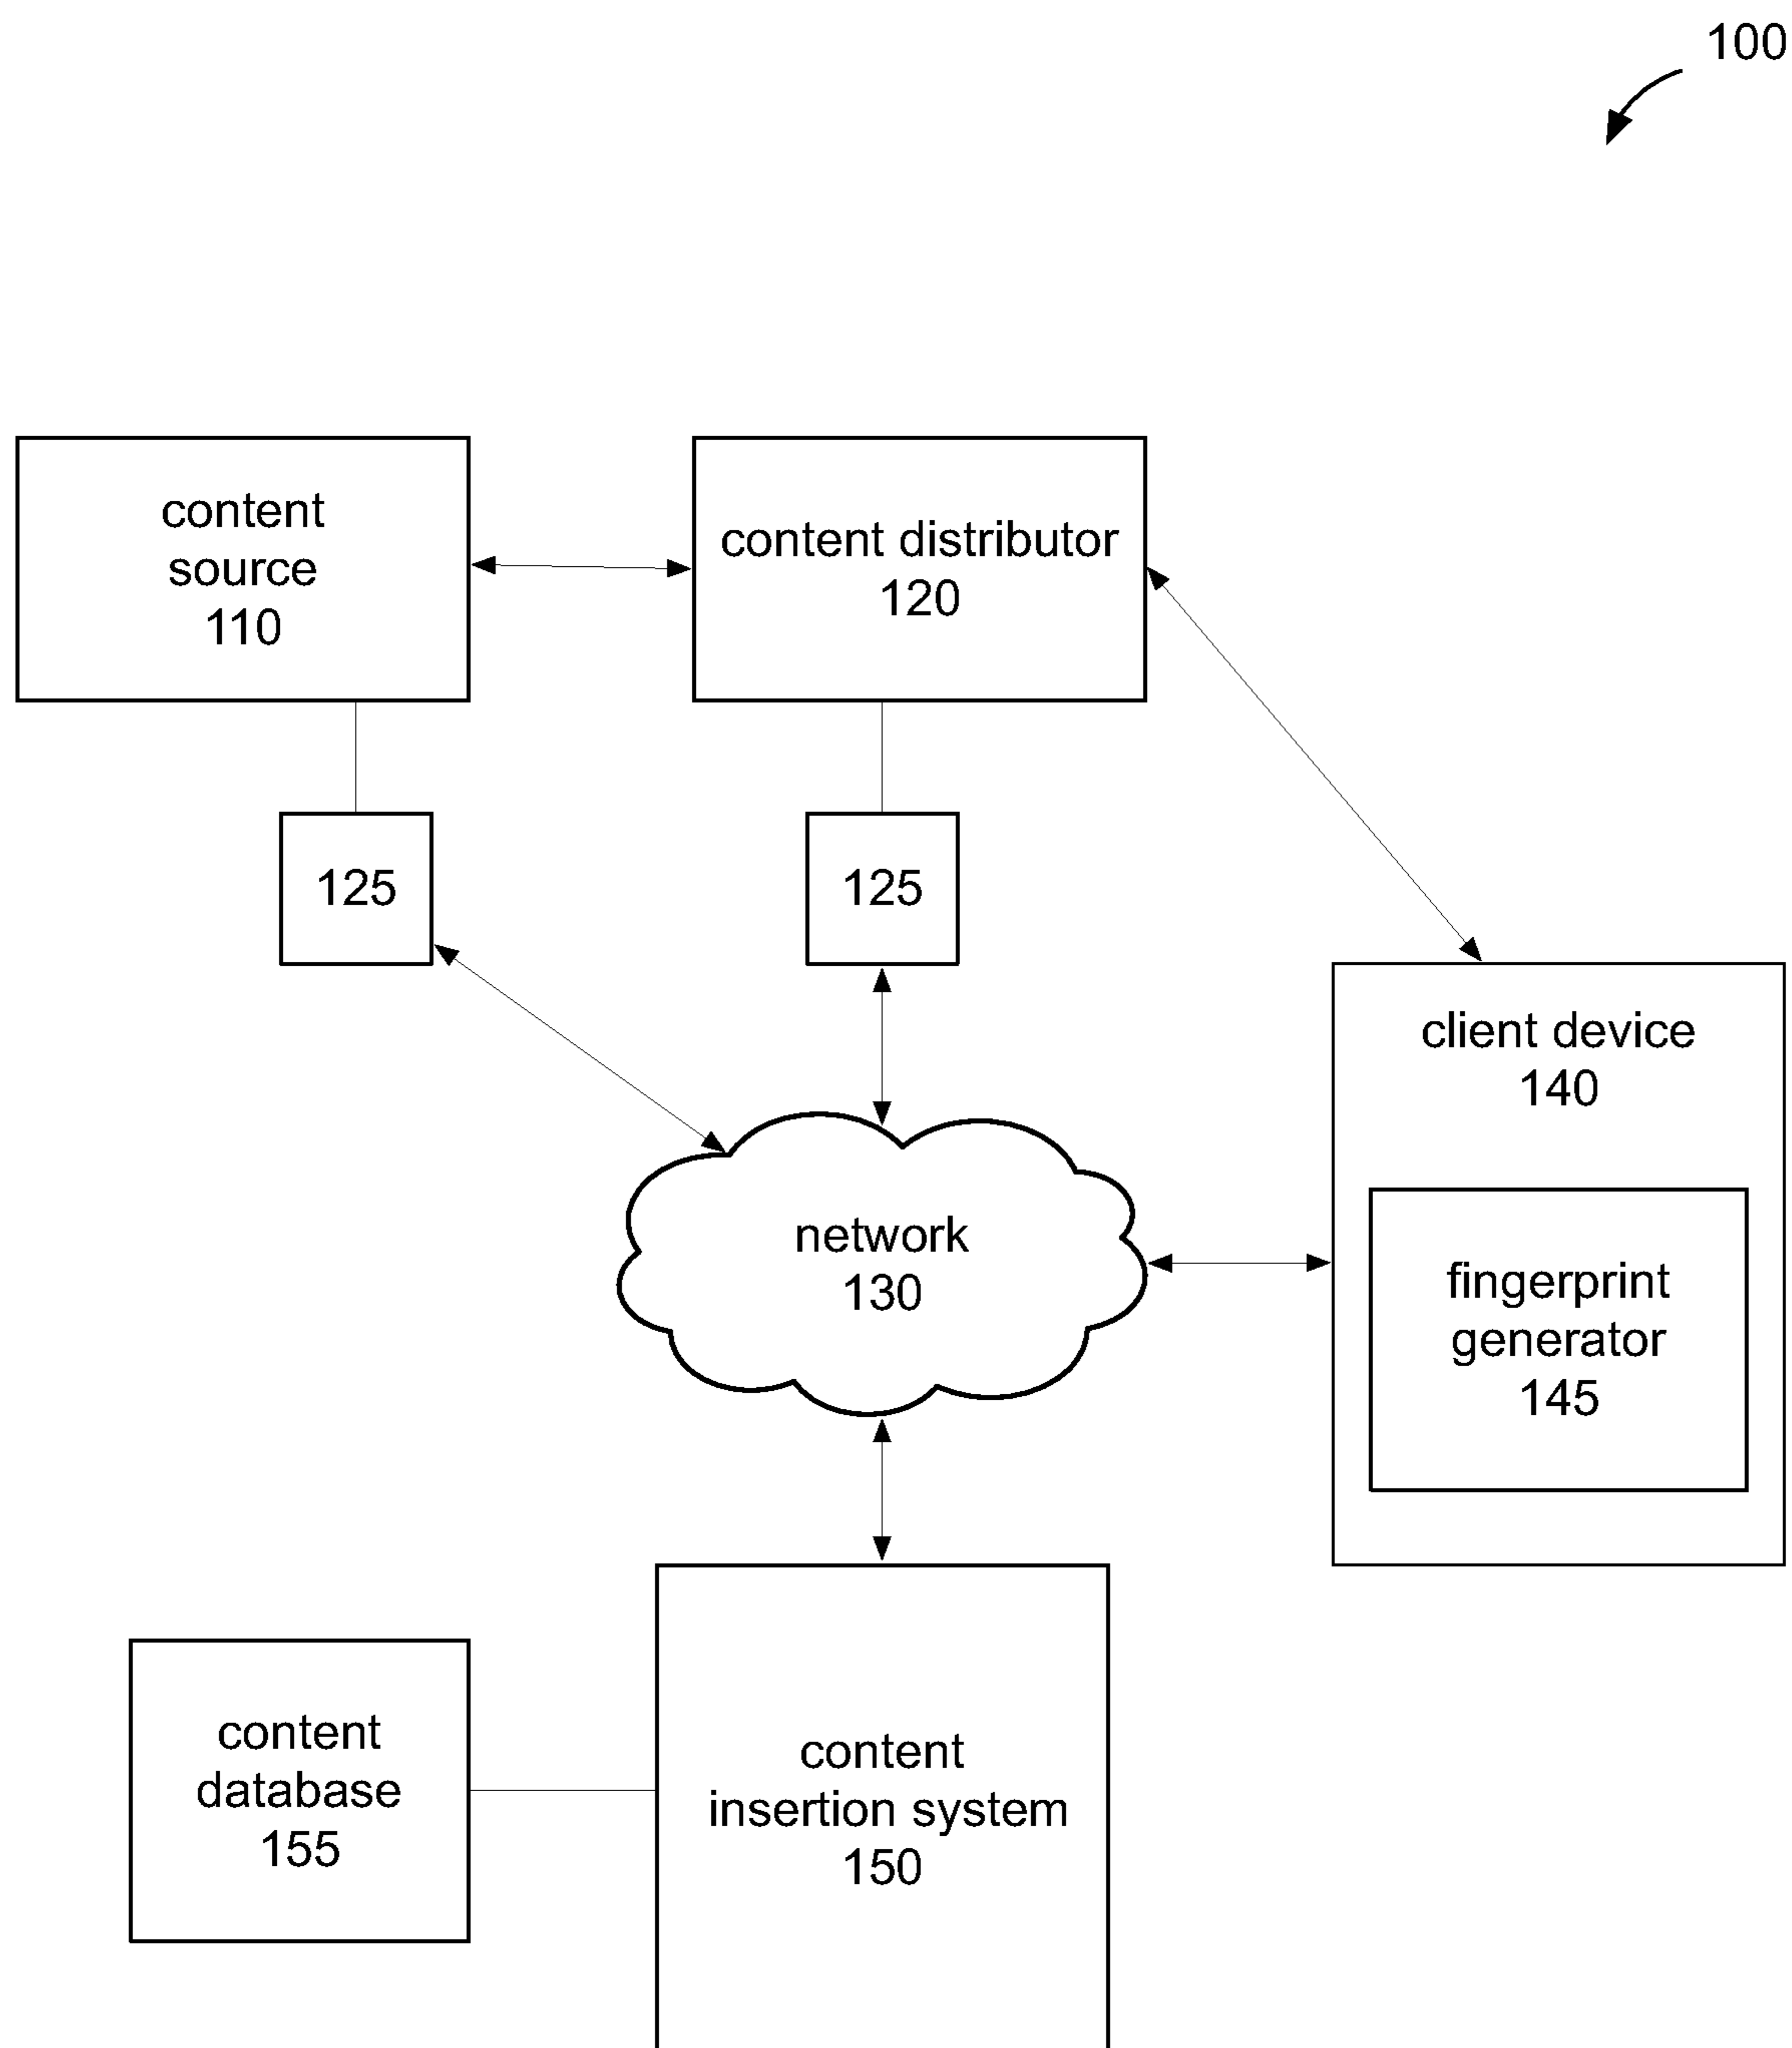 100
content
source
110
content distributor
120
125
125
client device
140
network
130
fingerprint
generator
145
content
database
155
content
insertion system
150